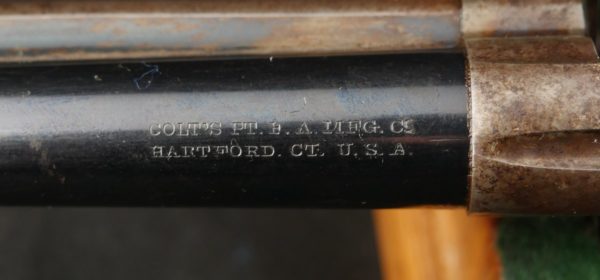 COLT'S PT. F. A. MFG. Co.
HARTFORD. CT. U. S. A.